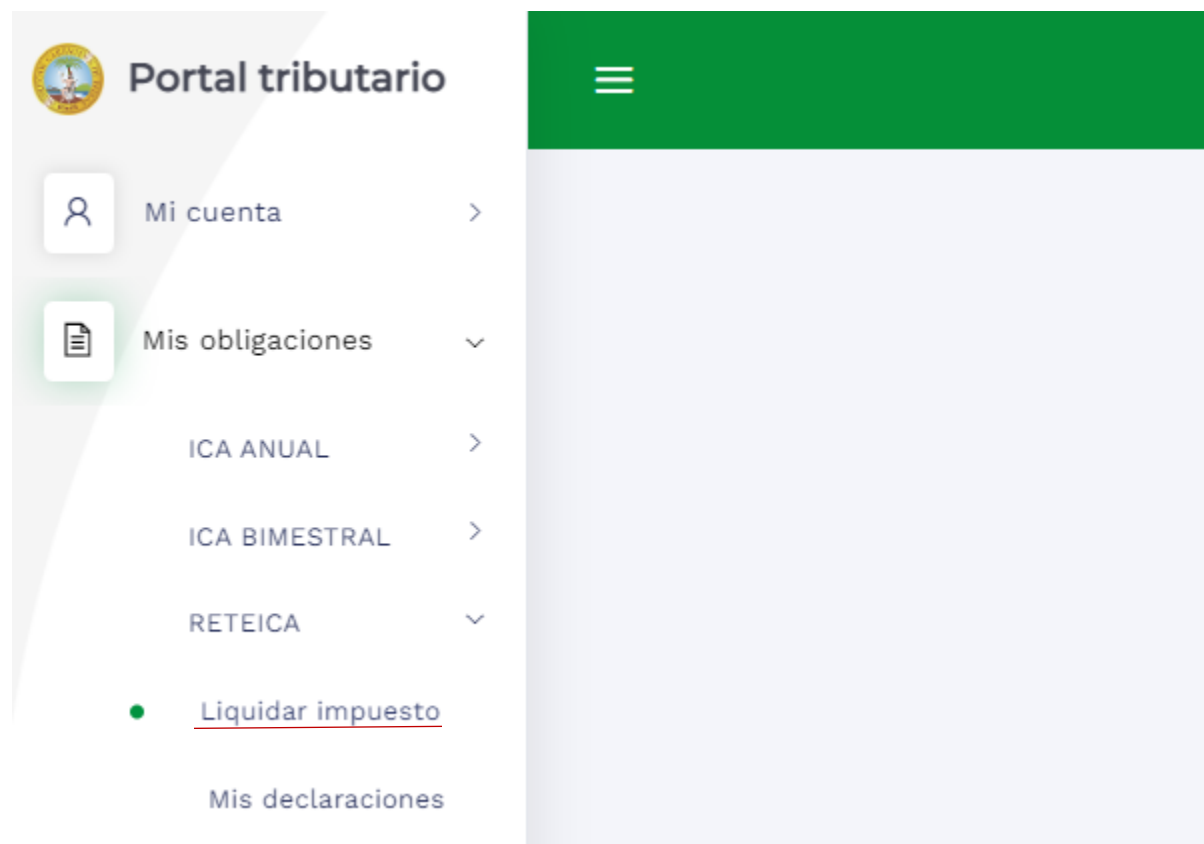 Portal tributario
Mi cuenta
Mis obligaciones
ICA ANUAL
ICA BIMESTRAL
RETEICA
Liquidar impuesto
Mis declaraciones